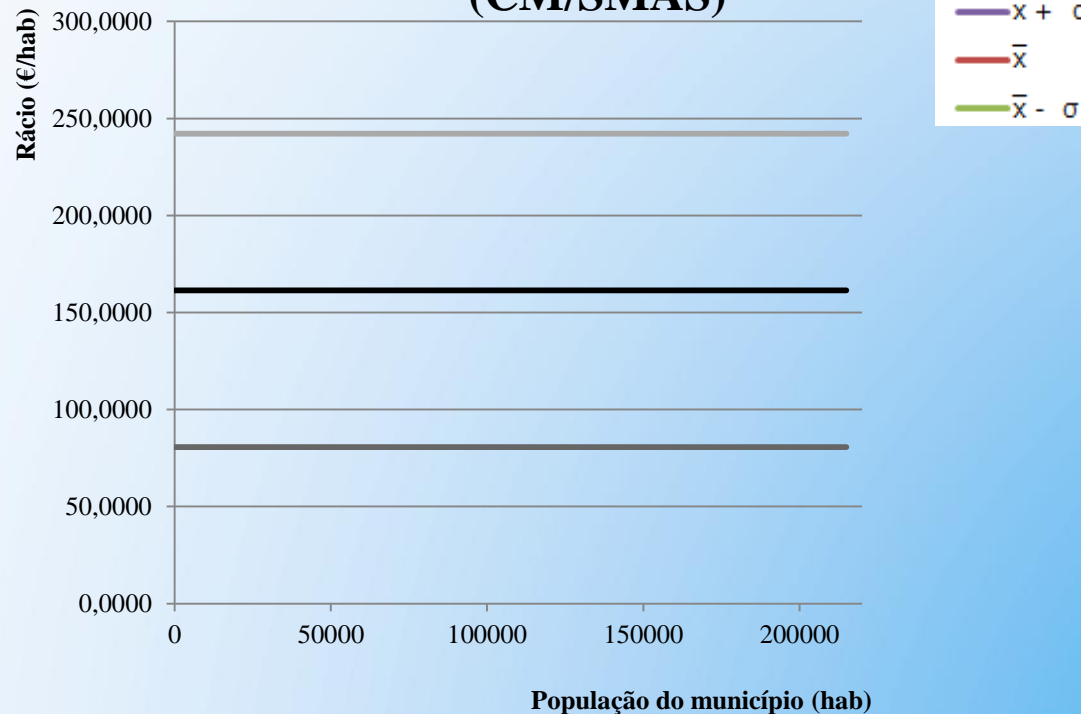 (CM/SMAS)
Rácio (€/hab)
300,0000
250,0000
200,0000
150,0000
100,0000
50,0000
0,0000
0
50000
100000
150000
200000
População do município (hab)
x +
x̅
x̅ - σ